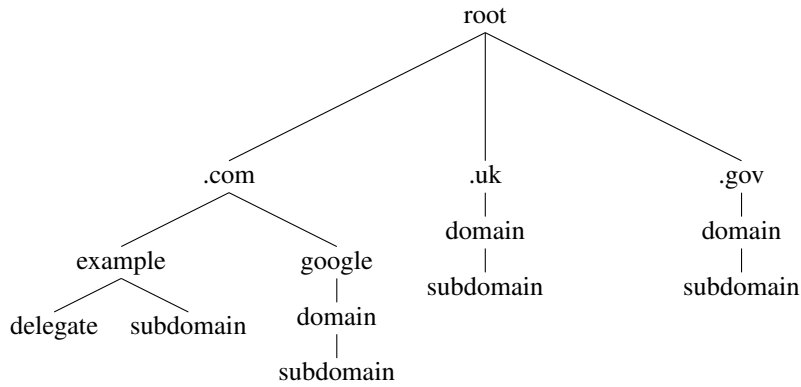 root
.com .uk .gov
domain domain
example google
subdomain subdomain
delegate subdomain domain
subdomain